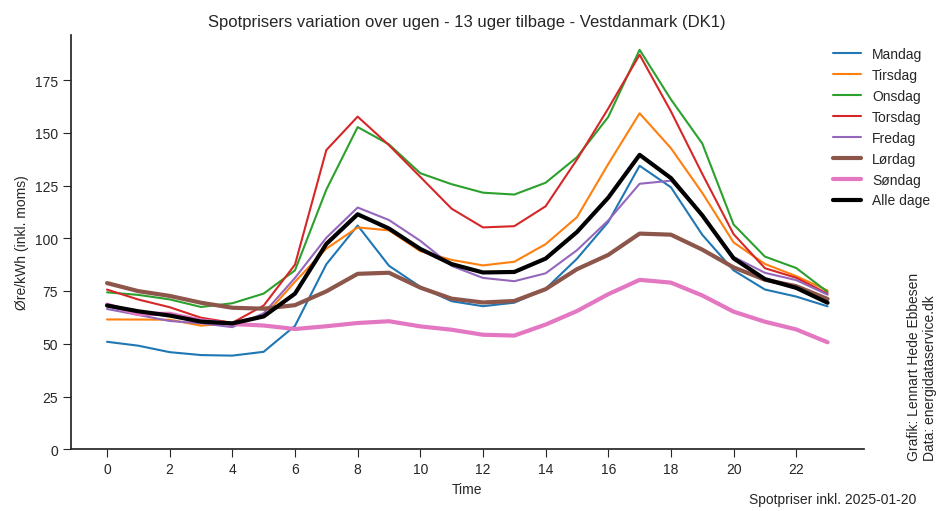 Spotprisers variation over ugen - 13 uger tilbage - Vestdanmark (DK1)
Øre/kWh (inkl. moms)
175
150
125
100
75
50
25
0
0 2 4 6 8 10 12 14 16 18 20 22
Time
Mandag
Tirsdag
Onsdag
Torsdag
Fredag
Lørdag
Søndag
Alle dage
Grafik: Lennart Hede Ebbesen
Data: energidataservice.dk
Spotpriser inkl. 2025-01-20